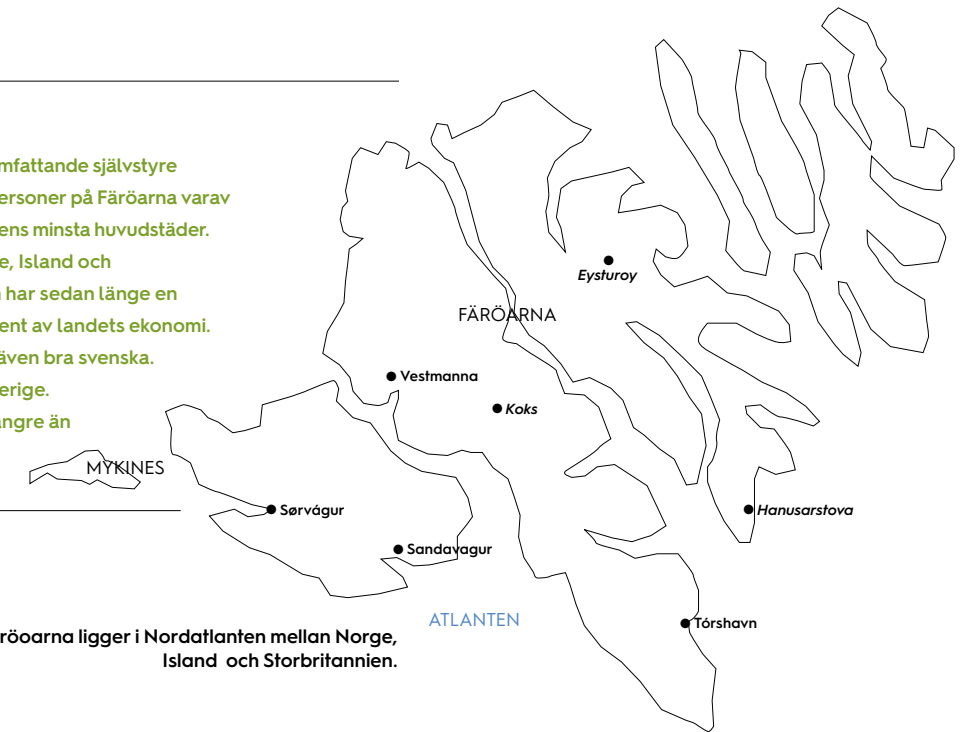 mfattande självstyre
ersoner på Färöarna varav
ens minsta huvudstäder.
e, Island och
har sedan länge en
ent av landets ekonomi.
även bra svenska.
erige.
ngre än
Eysturoy
FÄRÖARNA
Vestmanna
Koks
MYKINES
Sørvágur
Hanusarstova
Sandavagur
ATLANTEN
Tórshavn
röoarna ligger i Nordatlanten mellan Norge,
Island och Storbritannien.